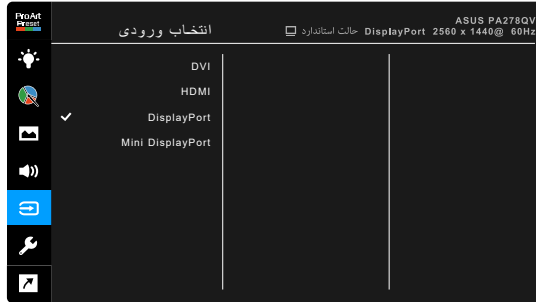 ProArt
Preset
انتخاب ورودی
ASUS PA278QV
حالت استاندارد DisplayPort 2560 x 1440@ 60Hz
DVI
HDMI
DisplayPort
Mini DisplayPort